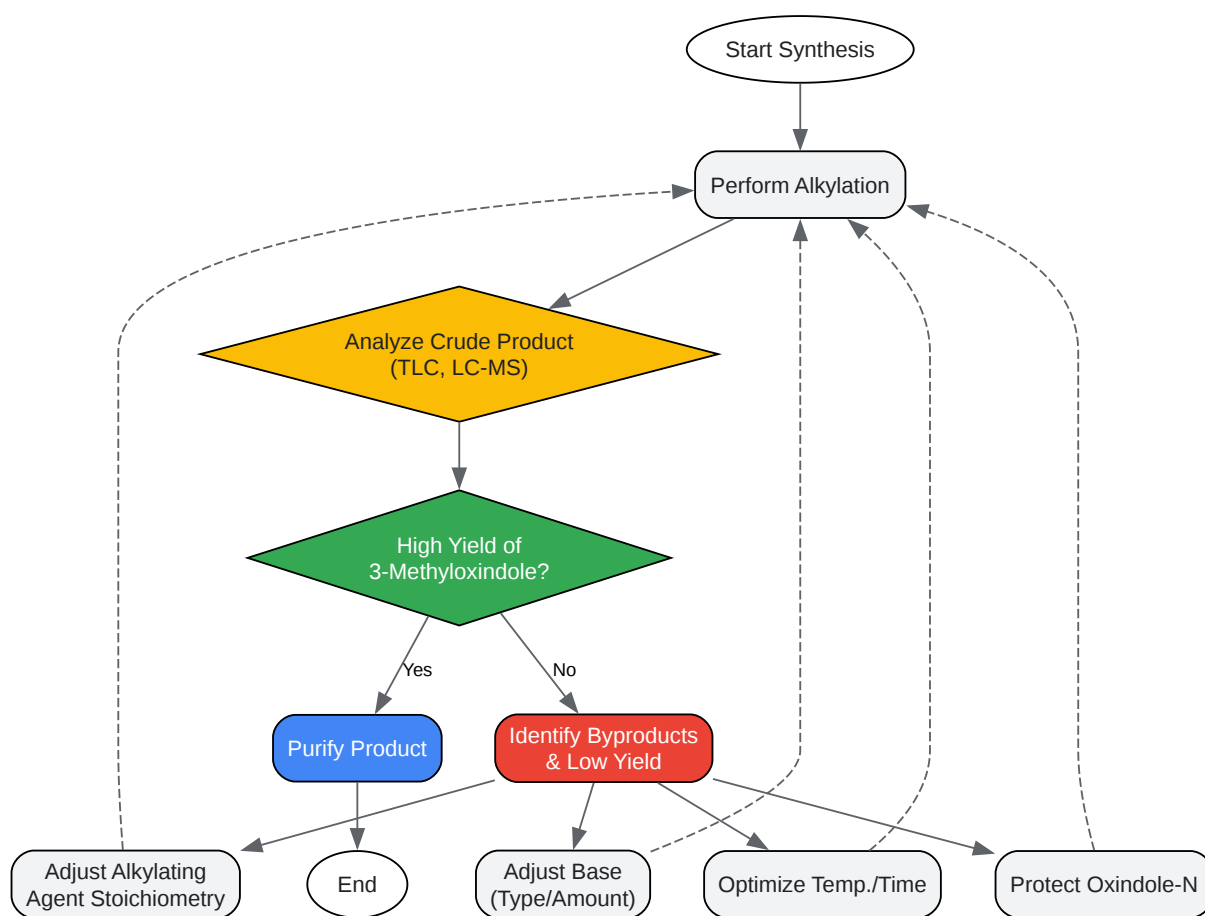 Start Synthesis
Perform Alkylation
Analyze Crude Product
(TLC, LC-MS)
High Yield of
3-Methyloxindole?
Yes
No
Purify Product
Identify Byproducts
& Low Yield
Adjust Alkylating
Agent Stoichiometry
End
Adjust Base
(Type/Amount)
Optimize Temp./Time
Protect Oxindole-N